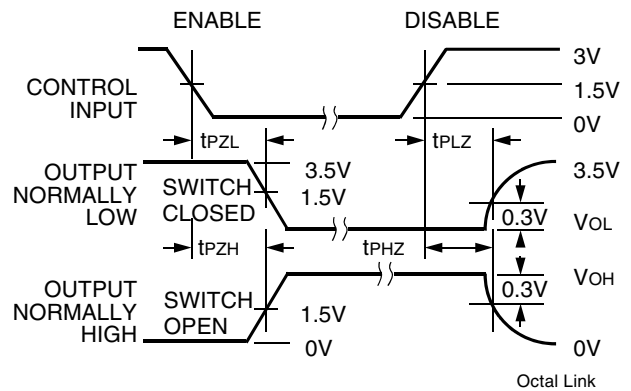 ENABLE DISABLE
CONTROL
INPUT
3V
1.5V
0V
tPZL
tPLZ
OUTPUT
NORMALLY
LOW
SWITCH
CLOSED
3.5V
1.5V
3.5V
0.3V
VOL
tPZH
tPHZ
OUTPUT
NORMALLY
HIGH
SWITCH
OPEN
1.5V
0V
VOH
0.3V
0V
Octal Link